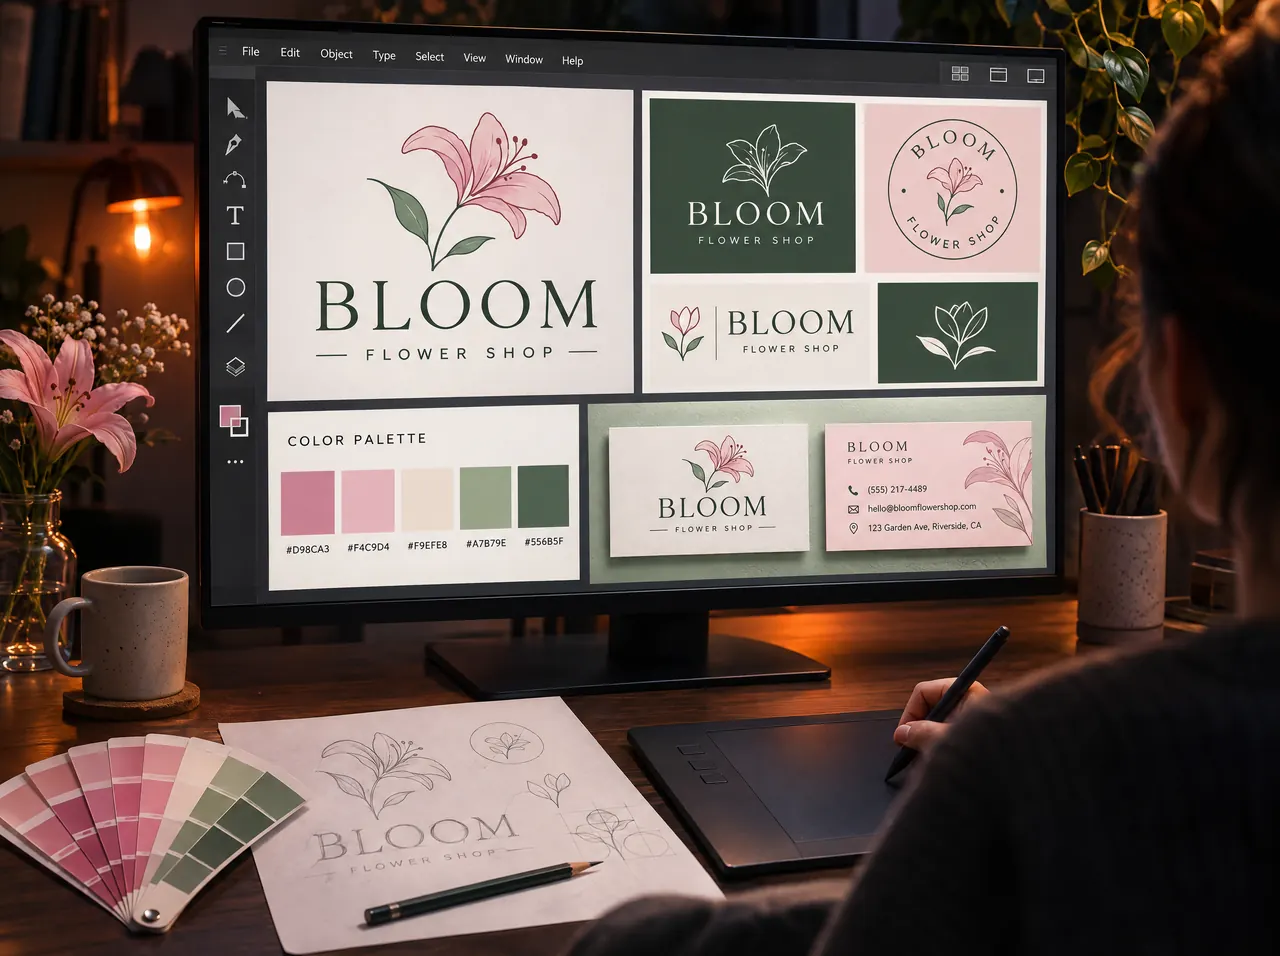 File Edit Object Type Select View Window Help
BLOOM
FLOWER SHOP
BLOOM
FLOWER SHOP
BLOOM
FLOWER SHOP
BLOOM
FLOWER SHOP
T
COLOR PALETTE
#D98CA3 #F4C9D4 #F9EFE8 #A7B79E #556B5F
BLOOM
FLOWER SHOP
BLOOM
FLOWER SHOP
(555) 217-4489
hello@bloomflowershop.com
123 Garden Ave, Riverside, CA
BLOOM
FLOWER SHOP